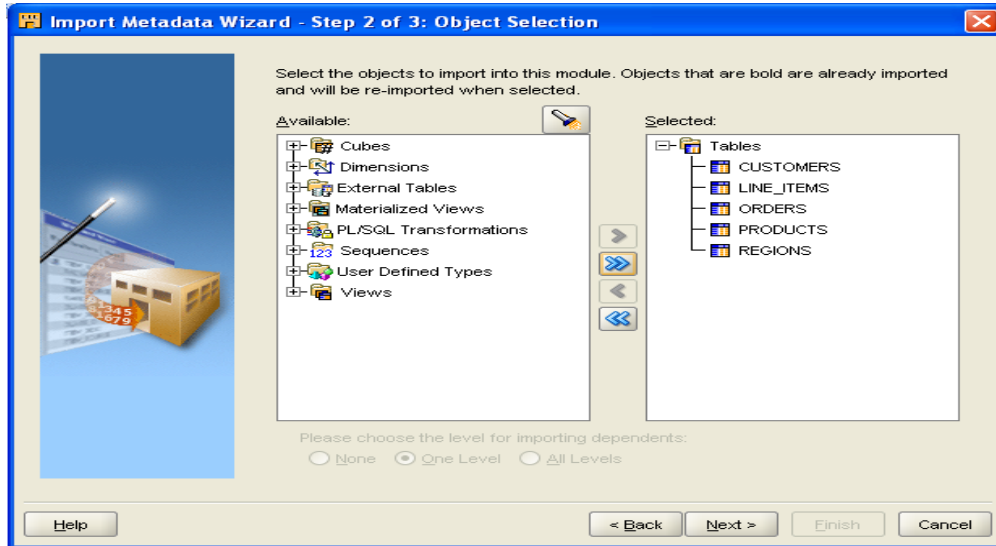 Import Metadata Wizard - Step 2 of 3: Object Selection
Select the objects to import into this module. Objects that are bold are already imported
and will be re-imported when selected.
Available:
Cubes
Dimensions
External Tables
Materialized Views
PL/SQL Transformations
123 Sequences
User Defined Types
Views
Selected:
Tables
CUSTOMERS
LINE_ITEMS
ORDERS
PRODUCTS
REGIONS
Please choose the level for importing dependents:
None One Level All Levels
Help < Back Next > Finish Cancel